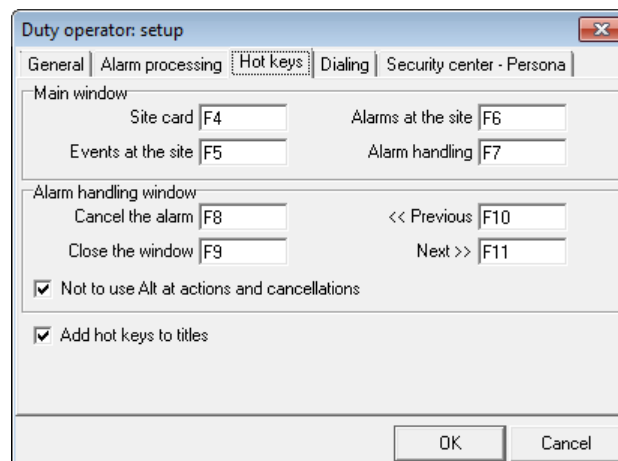 Duty operator: setup
General Alarm processing Hot keys Dialing Security center - Persona
Main window
Site card F4 Alarms at the site F6
Events at the site F5 Alarm handling F7
Alarm handling window
Cancel the alarm F8 << Previous F10
Close the window F9 Next >> F11
Not to use Alt at actions and cancellations
Add hot keys to titles
OK Cancel